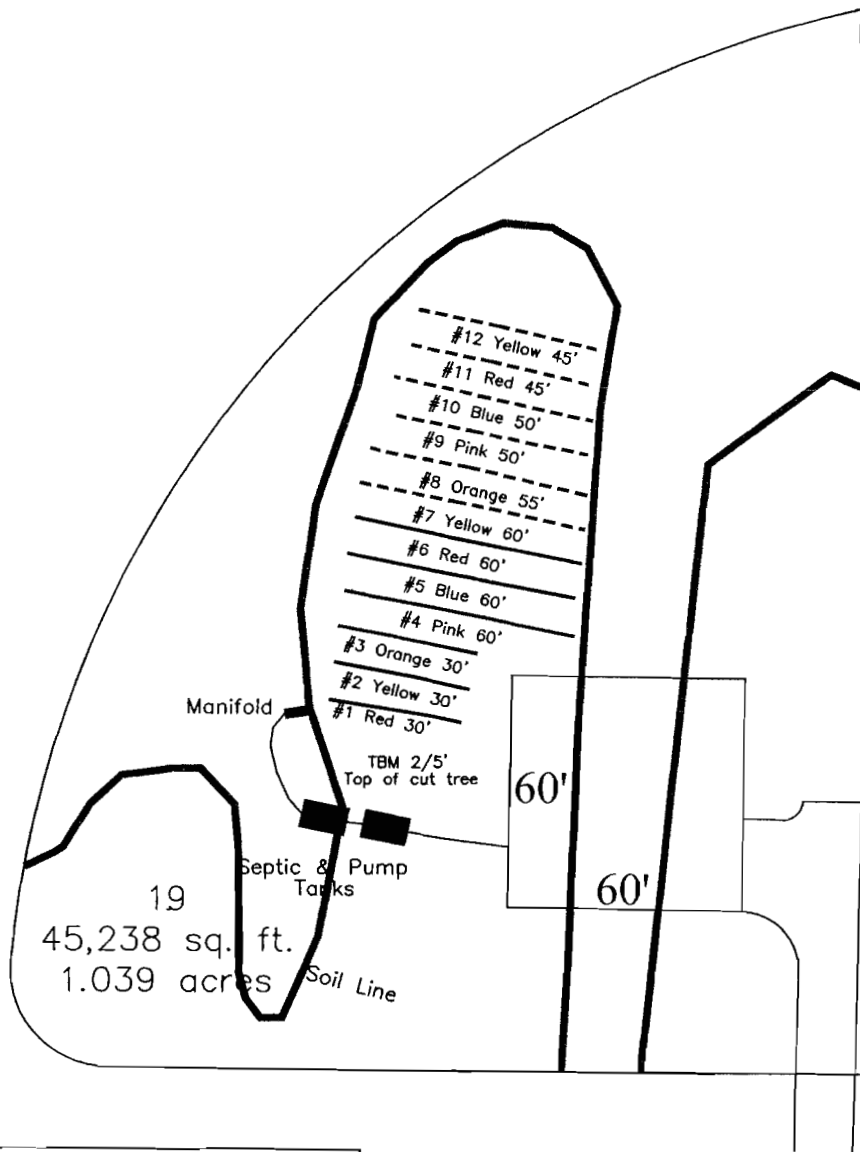 #12 Yellow 45'
#11 Red 45'
#10 Blue 50'
#9 Pink 50'
#8 Orange 55'
#7 Yellow 60'
#6 Red 60'
#5 Blue 60'
#4 Pink 60'
#3 Orange 30'
#2 Yellow 30'
#1 Red 30'
Manifold
TBM 2/5'
Top of cut tree
60'
60'
Septic & Pump
Tanks
19
45,238 sq. ft.
1.039 acres
Soil Line